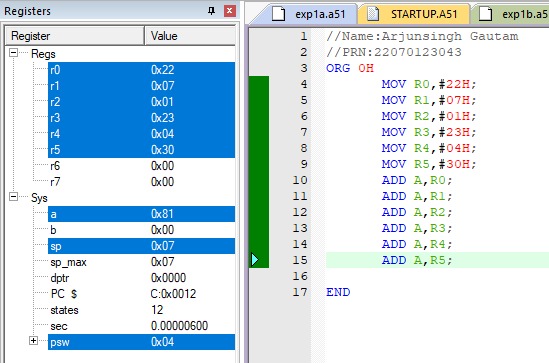 Registers
Register Value
Regs
r0 0x22
r1 0x07
r2 0x01
r3 0x23
r4 0x04
r5 0x30
r6 0x00
r7 0x00
Sys
a 0x81
b 0x00
sp 0x07
sp_max 0x07
dptr 0x0000
PC $ C:0x0012
states 12
sec 0.00000600
psw 0x04
exp1a.a51 STARTUP.A51 exp1b.a5
1 //Name:Arjunsingh Gautam
2 //PRN:22070123043
3 ORG 0H
4 MOV R0,#22H;
5 MOV R1,#07H;
6 MOV R2,#01H;
7 MOV R3,#23H;
8 MOV R4,#04H;
9 MOV R5,#30H;
10 ADD A,R0;
11 ADD A,R1;
12 ADD A,R2;
13 ADD A,R3;
14 ADD A,R4;
15 ADD A,R5;
16
17 END